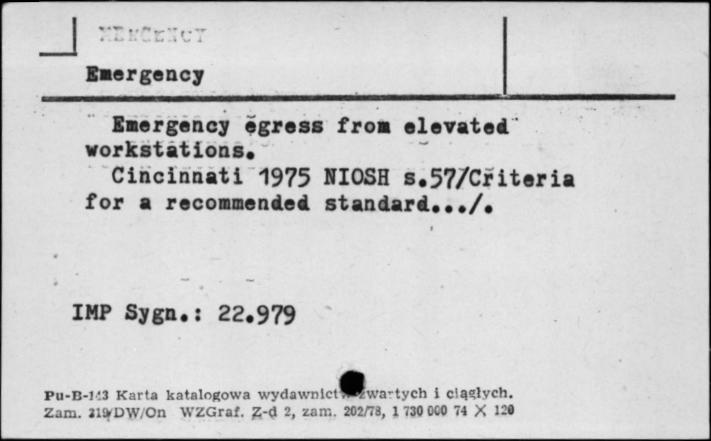 Emergency
Emergency egress from elevated
workstations.
Cincinnati 1975 NIOSH s.57/Criteria
for a recommended standard.../.
IMP Sygn.: 22.979
Pu-B-143 Karta katalogowa wydawnictw zwartych i ciągłych.
Zam. 219/DW/On WZGraf. Z-d 2, zam. 202/78, 1 730 000 74 X 120